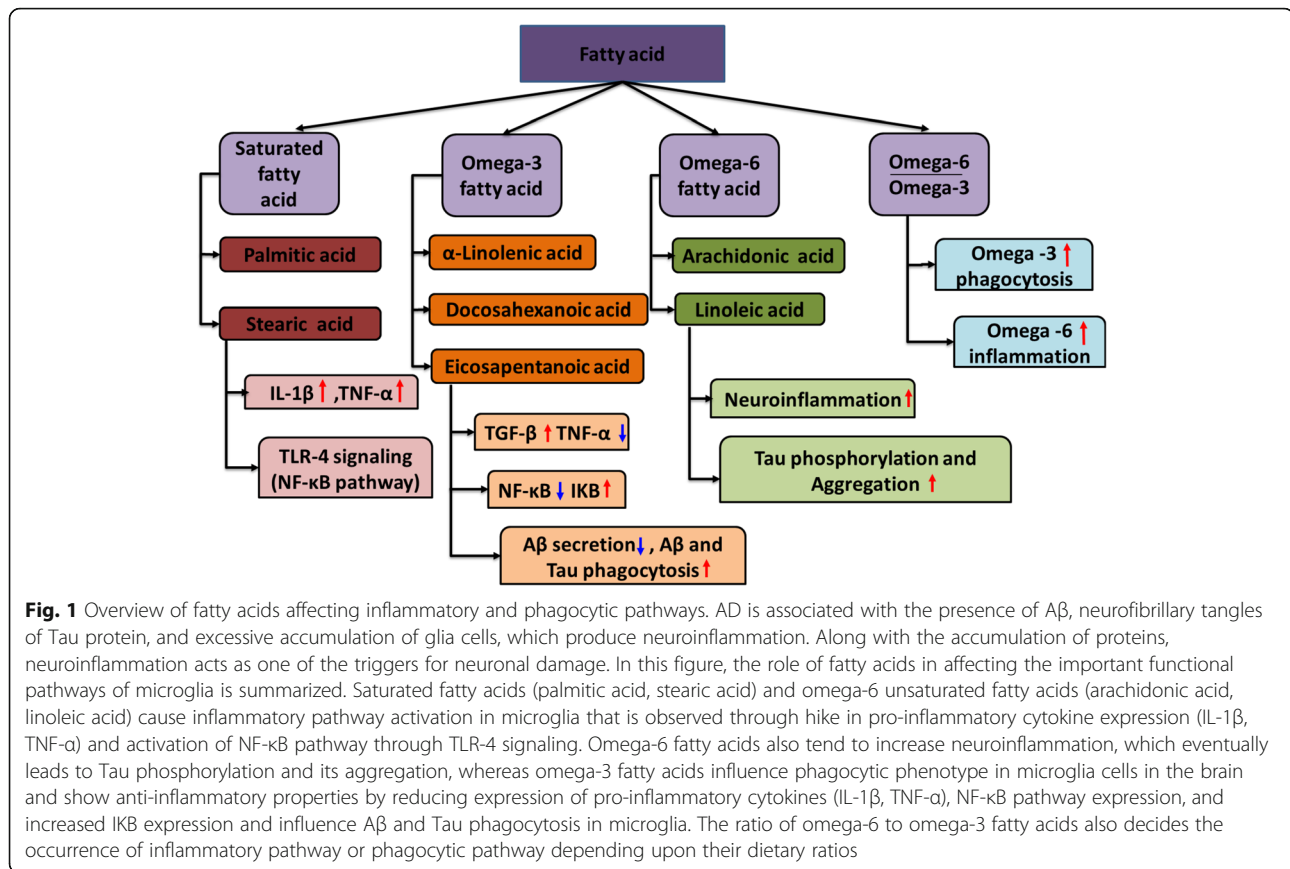 Fatty acid
Saturated
fatty
acid
Palmitic acid
Stearic acid
IL-1β ↑ ,TNF-α ↑
TLR-4 signaling
(NF-κB pathway)
Omega-3
fatty acid
α-Linolenic acid
Docosahexanoic acid
Eicosapentanoic acid
TGF-β ↑ TNF-α ↓
NF-κB ↓ IKB ↑
Aβ secretion↓ , Aβ and
Tau phagocytosis ↑
Omega-6
fatty acid
Arachidonic acid
Linoleic acid
Neuroinflammation ↑
Tau phosphorylation and
Aggregation ↑
Omega-6
Omega-3
Omega -3 ↑
phagocytosis
Omega -6 ↑
inflammation
Fig. 1 Overview of fatty acids affecting inflammatory and phagocytic pathways. AD is associated with the presence of Aβ, neurofibrillary tangles
of Tau protein, and excessive accumulation of glia cells, which produce neuroinflammation. Along with the accumulation of proteins,
neuroinflammation acts as one of the triggers for neuronal damage. In this figure, the role of fatty acids in affecting the important functional
pathways of microglia is summarized. Saturated fatty acids (palmitic acid, stearic acid) and omega-6 unsaturated fatty acids (arachidonic acid,
linoleic acid) cause inflammatory pathway activation in microglia that is observed through hike in pro-inflammatory cytokine expression (IL-1β,
TNF-α) and activation of NF-κB pathway through TLR-4 signaling. Omega-6 fatty acids also tend to increase neuroinflammation, which eventually
leads to Tau phosphorylation and its aggregation, whereas omega-3 fatty acids influence phagocytic phenotype in microglia cells in the brain
and show anti-inflammatory properties by reducing expression of pro-inflammatory cytokines (IL-1β, TNF-α), NF-κB pathway expression, and
increased IKB expression and influence Aβ and Tau phagocytosis in microglia. The ratio of omega-6 to omega-3 fatty acids also decides the
occurrence of inflammatory pathway or phagocytic pathway depending upon their dietary ratios